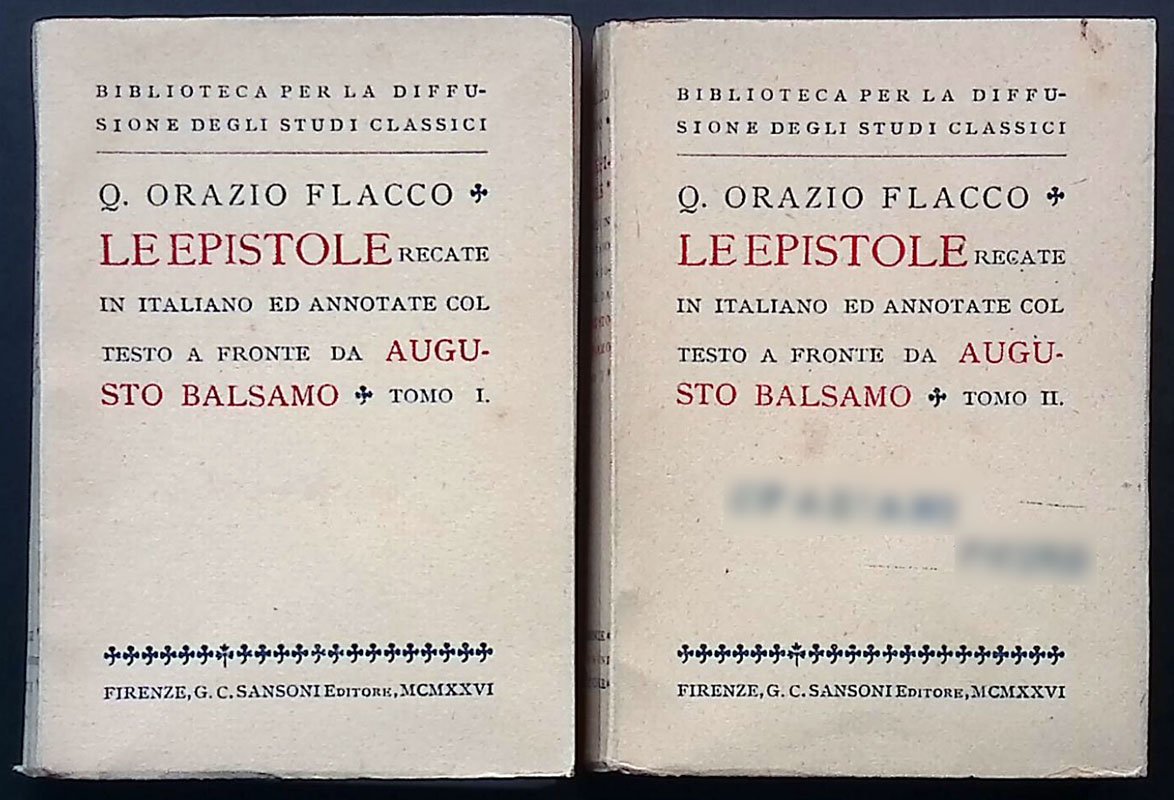 BIBLIOTECA PER LA DIFFU-
SIONE DEGLI STUDI CLASSICI
Q. ORAZIO FLACCO
LE EPISTOLE RECATE
IN ITALIANO ED ANNOTATE COL
TESTO A FRONTE DA AUGU-
STO BALSAMO TOMO I.
FIRENZE, G. C. SANSONI EDITORE, MCMXXVI
BIBLIOTECA PER LA DIFFU-
SIONE DEGLI STUDI CLASSICI
Q. ORAZIO FLACCO
LE EPISTOLE RECATE
IN ITALIANO ED ANNOTATE COL
TESTO A FRONTE DA AUGU-
STO BALSAMO TOMO II.
FIRENZE, G. C. SANSONI EDITORE, MCMXXVI